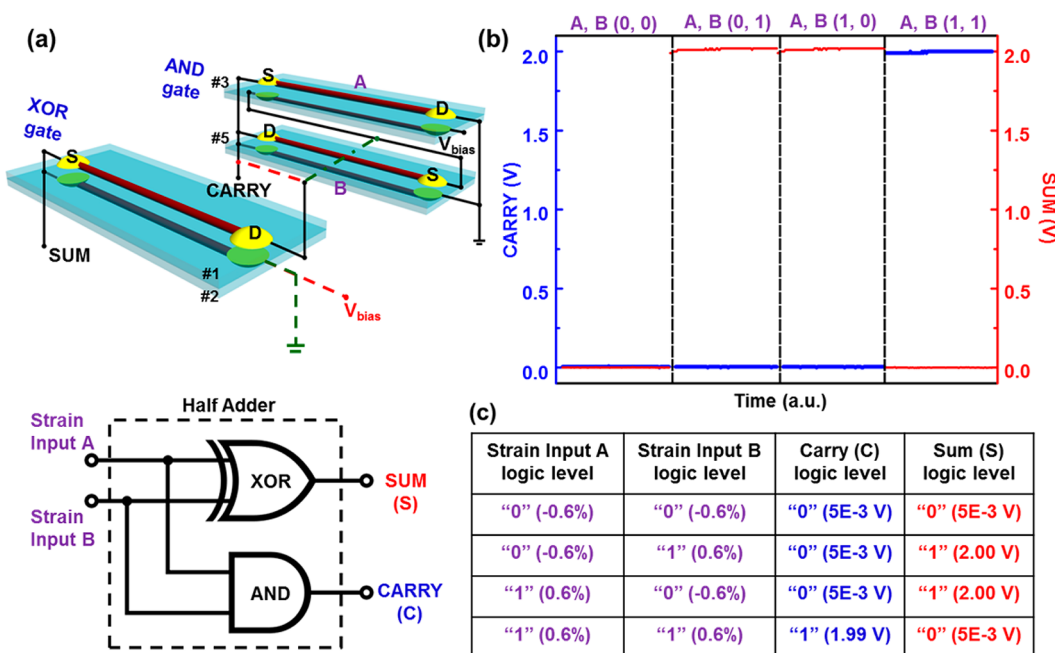 (a)
AND
gate
#3
S
A
D
XOR
gate
#5
D
V_bias
S
CARRY
B
S
SUM
D
#1
#2
V_bias
(b)
A, B (0, 0)
A, B (0, 1)
A, B (1, 0)
A, B (1, 1)
CARRY (V)
2.0
1.5
1.0
2.0
0.0
SUM (V)
2.0
1.5
1.0
0.5
0.0
Time (a.u.)
Half Adder
Strain
Input A
Strain
Input B
XOR
AND
SUM
(S)
CARRY
(C)
(c)
Strain Input A
logic level
Strain Input B
logic level
Carry (C)
logic level
Sum (S)
logic level
“0” (-0.6%)
“0” (-0.6%)
“0” (5E-3 V)
“0” (5E-3 V)
“0” (-0.6%)
“1” (0.6%)
“0” (5E-3 V)
“1” (2.00 V)
“1” (0.6%)
“0” (-0.6%)
“0” (5E-3 V)
“1” (2.00 V)
“1” (0.6%)
“1” (0.6%)
“1” (1.99 V)
“0” (5E-3 V)